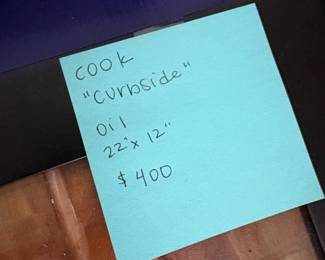 cook
"curbside"
oil
22" x 12"
$ 400